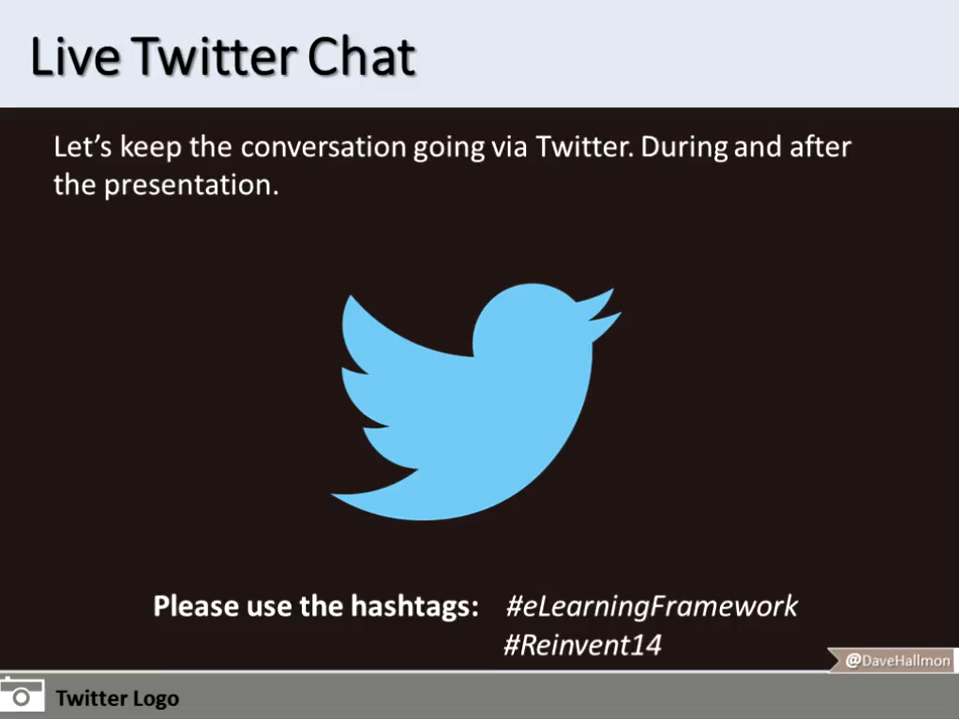 Live Twitter Chat
Let’s keep the conversation going via Twitter. During and after
the presentation.
Please use the hashtags: #eLearningFramework
#Reinvent14
@DaveHallmon
Twitter Logo